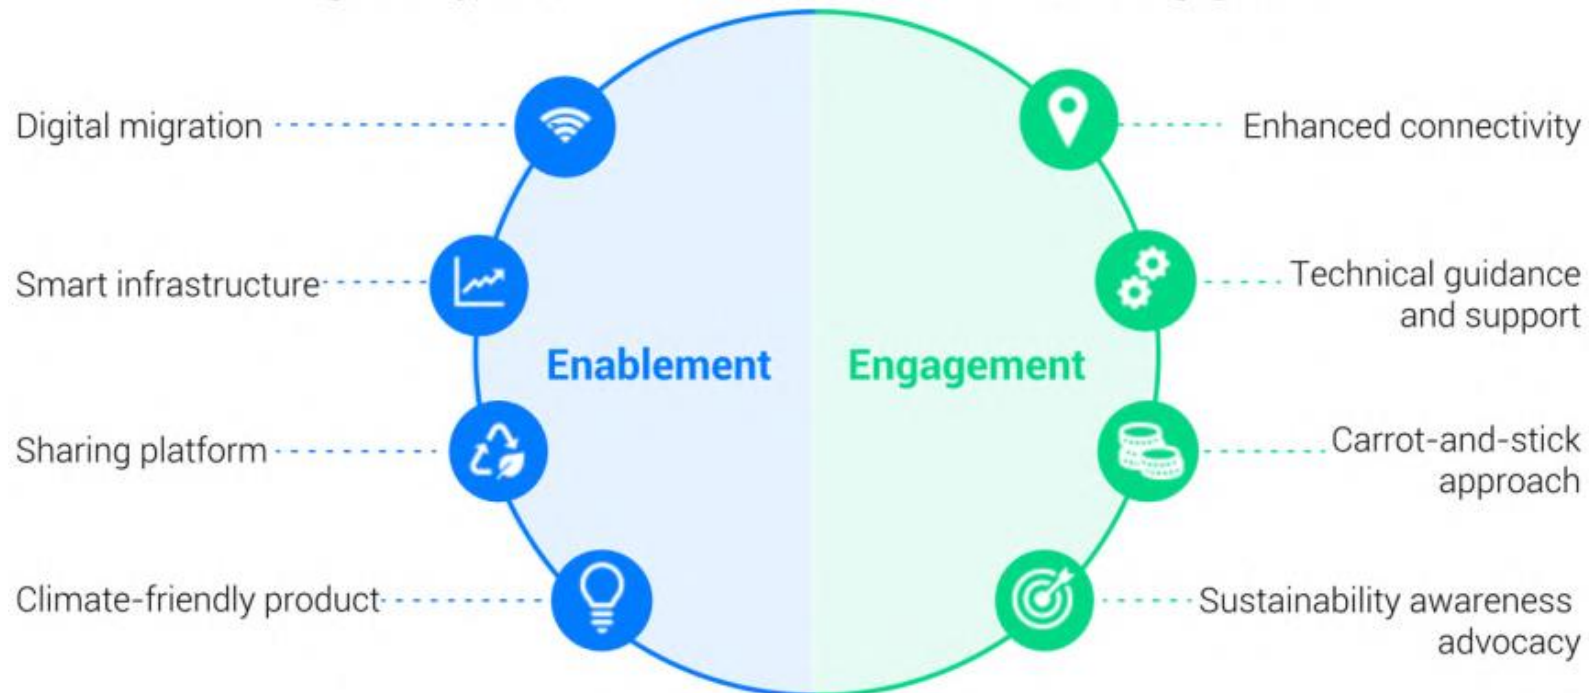 Digital migration
Smart infrastructure
Sharing platform
Climate-friendly product
Enablement
Engagement
Enhanced connectivity
Technical guidance
and support
Carrot-and-stick
approach
Sustainability awareness
advocacy